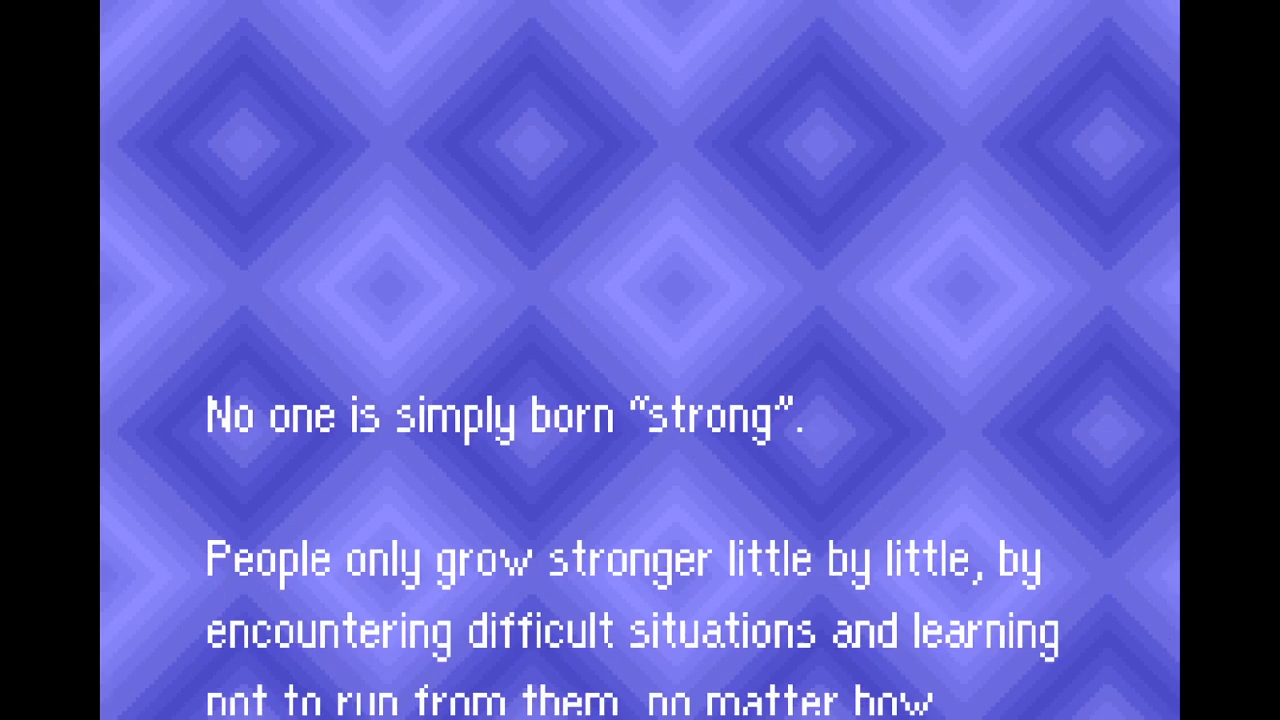 No one is simply born “strong”.
People only grow stronger little by little, by
encountering difficult situations and learning
not to run from them, no matter how